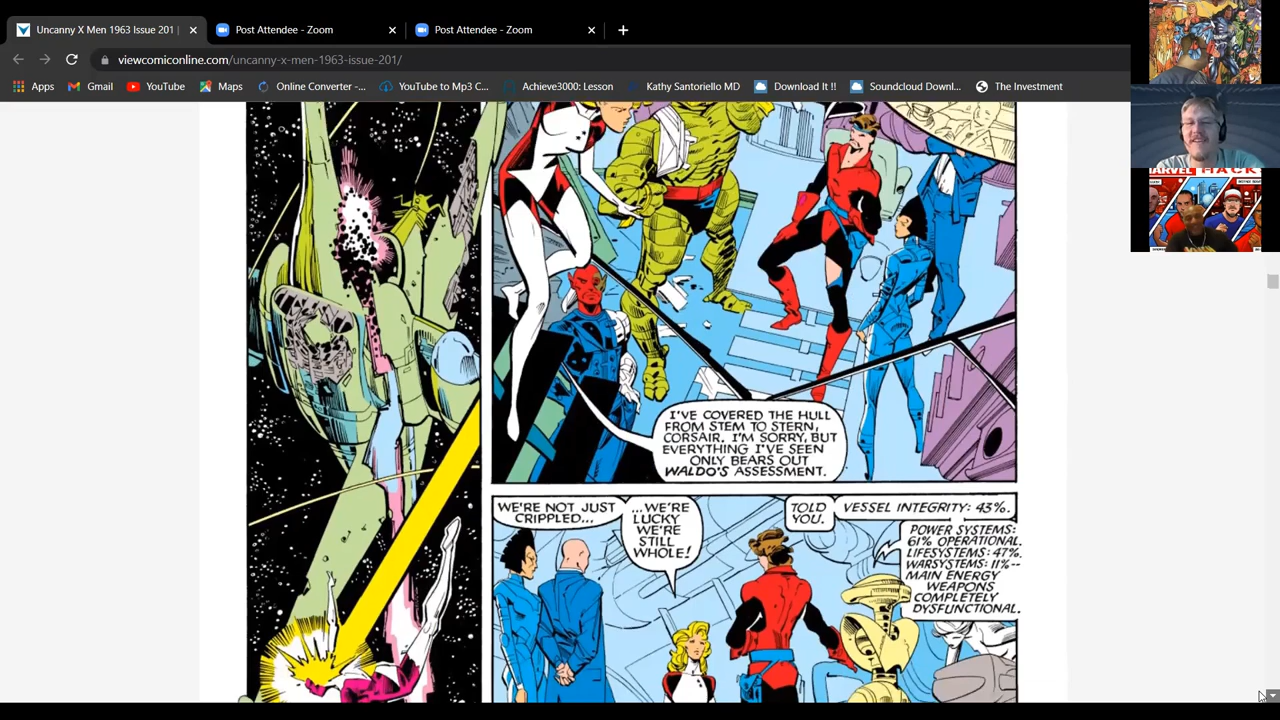 Uncanny X Men 1963 Issue 201 |
Post Attendee - Zoom
Post Attendee - Zoom
viewcomiconline.com/uncanny-x-men-1963-issue-201/
Apps
Gmail
YouTube
Maps
Online Converter -...
YouTube to Mp3 C...
Achieve3000: Lesson
Kathy Santoriello MD
Download It !!
Soundcloud Downl...
The Investment
I'VE COVERED THE HULL
FROM STEM TO STERN,
CORSAIR. I'M SORRY, BUT
EVERYTHING I'VE SEEN
ONLY BEARS OUT
WALDO'S ASSESSMENT.
WE'RE NOT JUST
CRIPPLED...
...WE'RE
LUCKY
WE'RE
STILL
WHOLE!
TOLD
YOU.
VESSEL INTEGRITY: 43%.
POWER SYSTEMS:
61% OPERATIONAL.
LIFESYSTEMS: 47%.
WARSYSTEMS: 11%--
MAIN ENERGY
WEAPONS
COMPLETELY
DYSFUNCTIONAL.